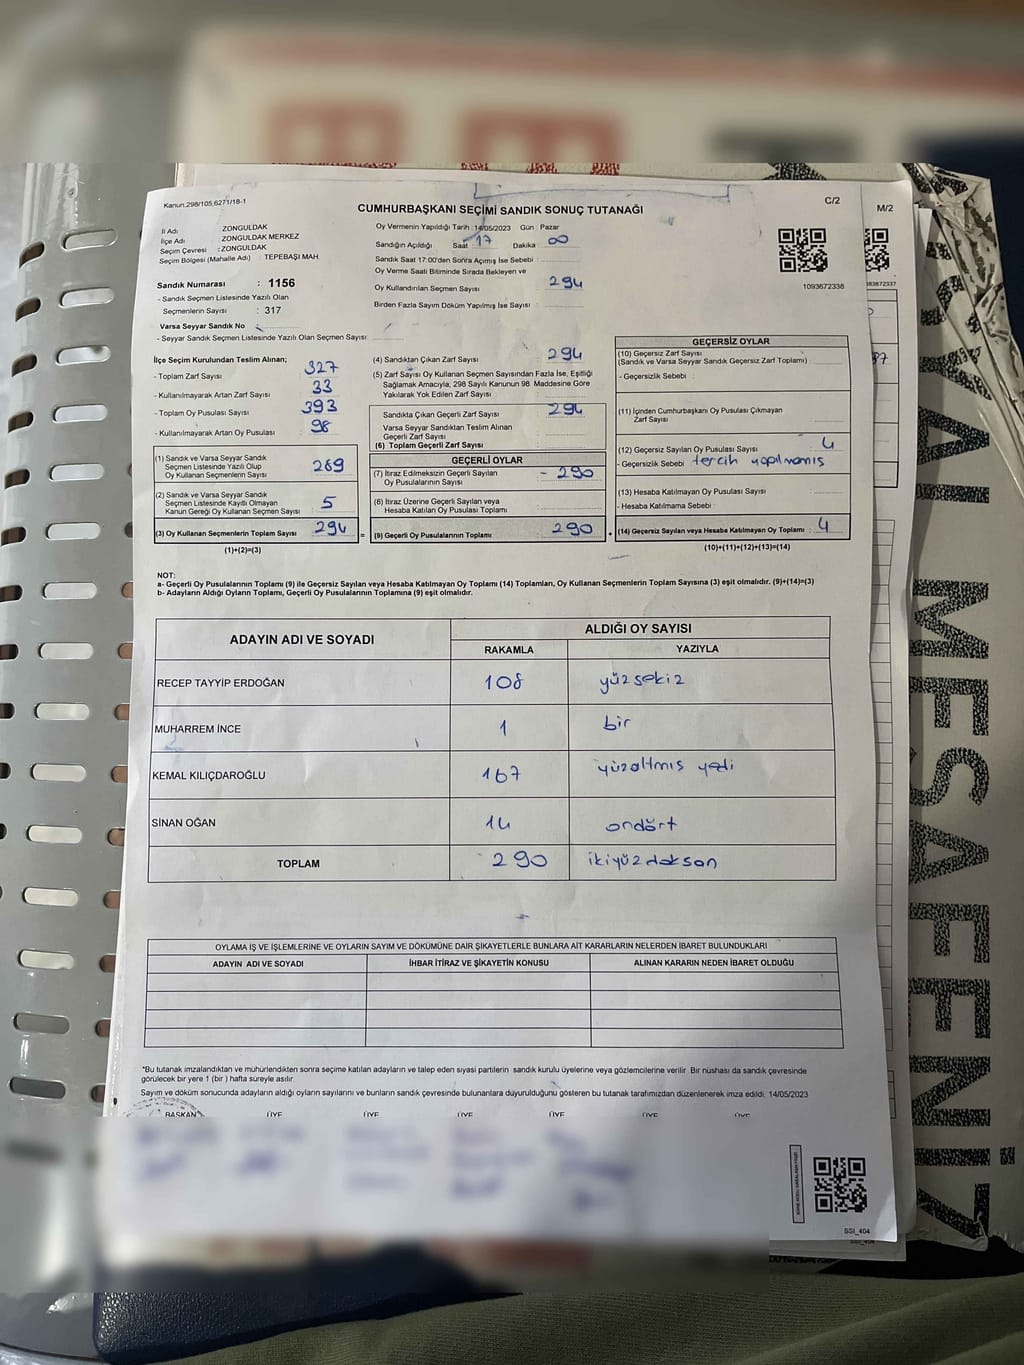 Kanun,298/105,6271/18-1
C/2
M/2
CUMHURBAŞKANI SEÇİMİ SANDIK SONUÇ TUTANAĞI
İl Adı : ZONGULDAK
İlçe Adı : ZONGULDAK MERKEZ
Seçim Çevresi : ZONGULDAK
Seçim Bölgesi (Mahalle Adı) : TEPEBAŞI MAH.
Sandık Numarası : 1156
- Sandık Seçmen Listesinde Yazılı Olan
Seçmenlerin Sayısı : 317
Varsa Seyyar Sandık No
- Seyyar Sandık Seçmen Listesinde Yazılı Olan Seçmen Sayısı:
Oy Vermenin Yapıldığı Tarih : 14/05/2023 Gün : Pazar
Sandığın Açıldığı Saat 17 Dakika 00
Sandık Saat 17:00'den Sonra Açılmış İse Sebebi :
Oy Verme Saati Bitiminde Sırada Bekleyen ve
Oy Kullandırılan Seçmen Sayısı : 294
Birden Fazla Sayım Döküm Yapılmış İse Sayısı :
1093672338
İlçe Seçim Kurulundan Teslim Alınan;
- Toplam Zarf Sayısı : 327
- Kullanılmayarak Artan Zarf Sayısı : 33
- Toplam Oy Pusulası Sayısı : 393
- Kullanılmayarak Artan Oy Pusulası : 98
(1) Sandık ve Varsa Seyyar Sandık
Seçmen Listesinde Yazılı Olup
Oy Kullanan Seçmenlerin Sayısı : 289
(2) Sandık ve Varsa Seyyar Sandık
Seçmen Listesinde Kayıtlı Olmayan
Kanun Gereği Oy Kullanan Seçmen Sayısı : 5
(3) Oy Kullanan Seçmenlerin Toplam Sayısı : 294
(1)+(2)=(3)
(4) Sandıktan Çıkan Zarf Sayısı : 294
(5) Zarf Sayısı Oy Kullanan Seçmen Sayısından Fazla İse, Eşitliği
Sağlamak Amacıyla, 298 Sayılı Kanunun 98. Maddesine Göre
Yakılarak Yok Edilen Zarf Sayısı :
Sandıkta Çıkan Geçerli Zarf Sayısı : 294
Varsa Seyyar Sandıktan Teslim Alınan
Geçerli Zarf Sayısı :
(6) Toplam Geçerli Zarf Sayısı :
GEÇERLİ OYLAR
(7) İtiraz Edilmeksizin Geçerli Sayılan
Oy Pusulalarının Sayısı : 290
(8) İtiraz Üzerine Geçerli Sayılan veya
Hesaba Katılan Oy Pusulası Toplamı :
(9) Geçerli Oy Pusulalarının Toplamı : 290
GEÇERSİZ OYLAR
(10) Geçersiz Zarf Sayısı
(Sandık ve Varsa Seyyar Sandık Geçersiz Zarf Toplamı) :
- Geçersizlik Sebebi :
(11) İçinden Cumhurbaşkanı Oy Pusulası Çıkmayan
Zarf Sayısı :
(12) Geçersiz Sayılan Oy Pusulası Sayısı : 4
- Geçersizlik Sebebi : tercih yapılmamış
(13) Hesaba Katılmayan Oy Pusulası Sayısı :
- Hesaba Katılmama Sebebi :
(14) Geçersiz Sayılan veya Hesaba Katılmayan Oy Toplamı : 4
(10)+(11)+(12)+(13)=(14)
NOT:
a- Geçerli Oy Pusulalarının Toplamı (9) ile Geçersiz Sayılan veya Hesaba Katılmayan Oy Toplamı (14) Toplamları, Oy Kullanan Seçmenlerin Toplam Sayısına (3) eşit olmalıdır. (9)+(14)=(3)
b- Adayların Aldığı Oyların Toplamı, Geçerli Oy Pusulalarının Toplamına (9) eşit olmalıdır.
ADAYIN ADI VE SOYADI
ALDIĞI OY SAYISI
RAKAMLA YAZIYLA
RECEP TAYYİP ERDOĞAN 108 yüzsekiz
MUHARREM İNCE 1 bir
KEMAL KILIÇDAROĞLU 167 yüzaltmış yedi
SİNAN OĞAN 14 ondört
TOPLAM 290 ikiyüzdoksan
OYLAMA İŞ VE İŞLEMLERİNE VE OYLARIN SAYIM VE DÖKÜMÜNE DAİR ŞİKAYETLERLE BUNLARA AİT KARARLARIN NELERDEN İBARET BULUNDUKLARI
ADAYIN ADI VE SOYADI İHBAR İTİRAZ VE ŞİKAYETİN KONUSU ALINAN KARARIN NEDEN İBARET OLDUĞU
*Bu tutanak imzalandıktan ve mühürlendikten sonra seçime katılan adayların ve talep eden siyasi partilerin sandık kurulu üyelerine veya gözlemcilerine verilir. Bir nüshası da sandık çevresinde
görülecek bir yere 1 (bir) hafta süreyle asılır.
Sayım ve döküm sonucunda adayların aldığı oyların sayılarını ve bunların sandık çevresinde bulunanlara duyurulduğunu gösteren bu tutanak tarafımızdan düzenlenerek imza edildi. 14/05/2023
BAŞKAN ÜYE ÜYE ÜYE ÜYE ÜYE ÜYE
SSI_404
MESAFENİZ